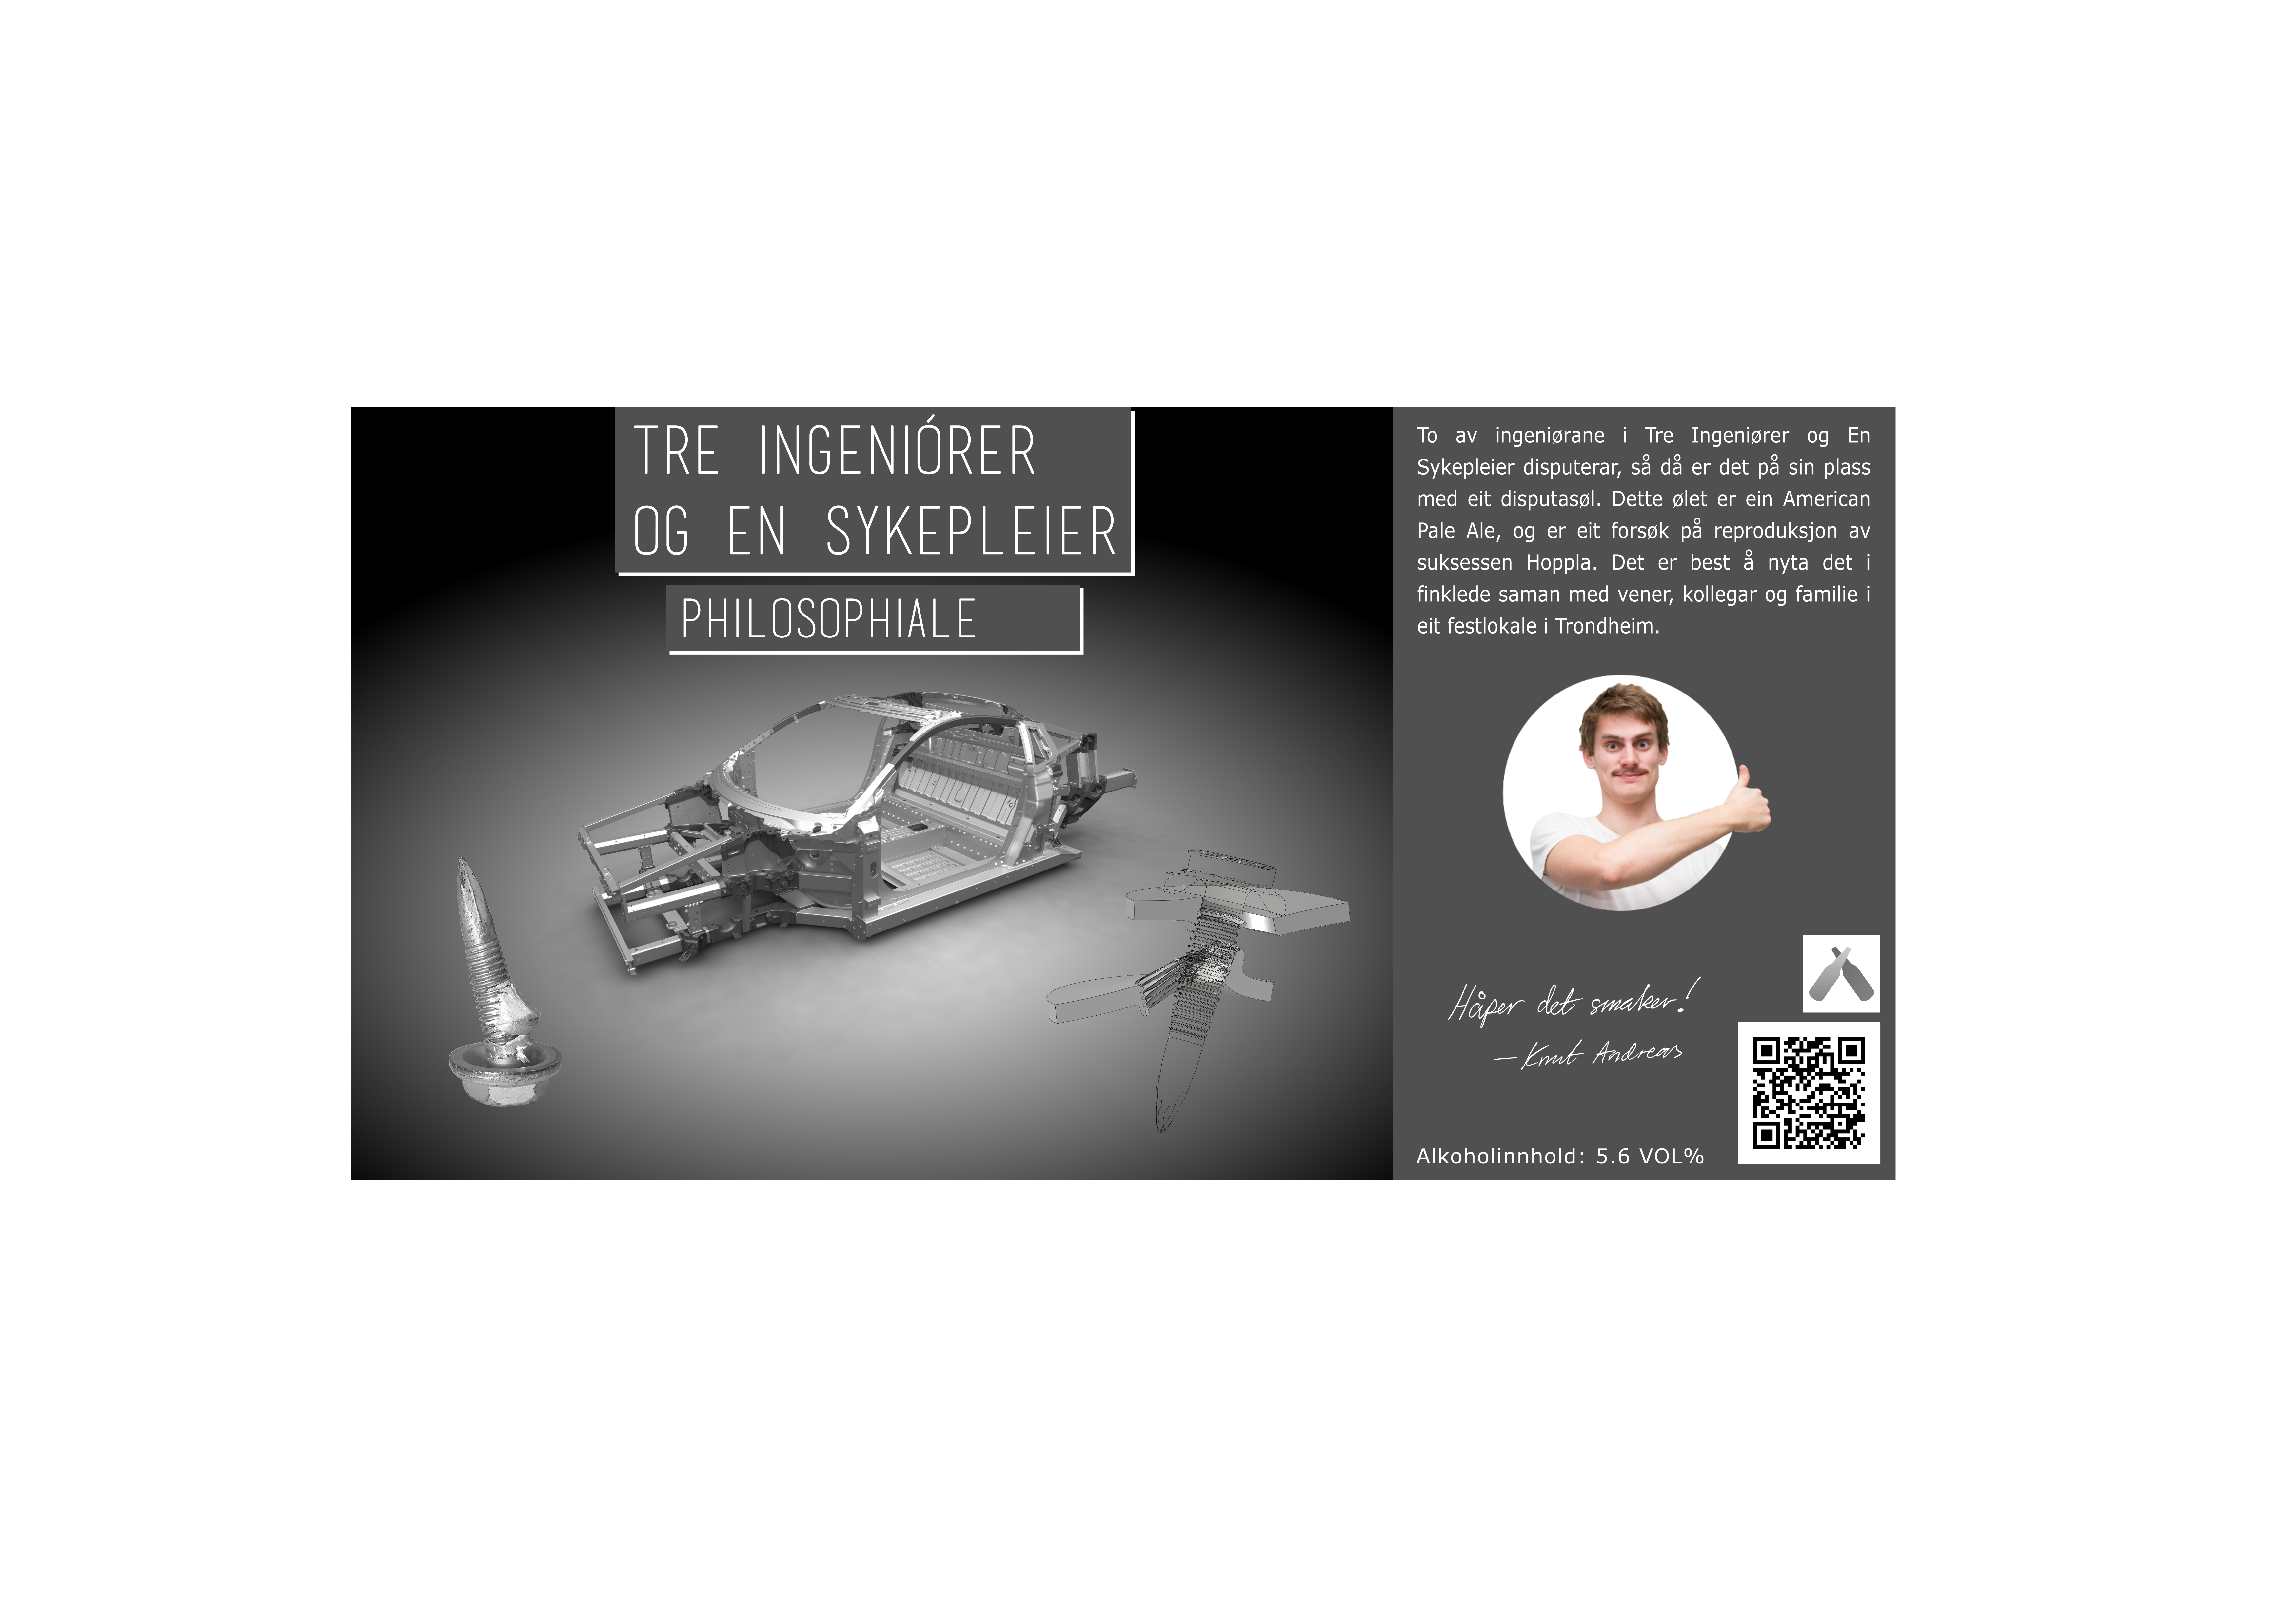 TRE INGENIÓRER
OG EN SYKEPLEIER
PHILOSOPHIALE
To av ingeniørane i Tre Ingeniører og En
Sykepleier disputerar, så då er det på sin plass
med eit disputasøl. Dette ølet er ein American
Pale Ale, og er eit forsøk på reproduksjon av
suksessen Hoppla. Det er best å nyta det i
finklede saman med vener, kollegar og familie i
eit festlokale i Trondheim.
Håper det smaker!
— Knut Andreas
Alkoholinnhold: 5.6 VOL%